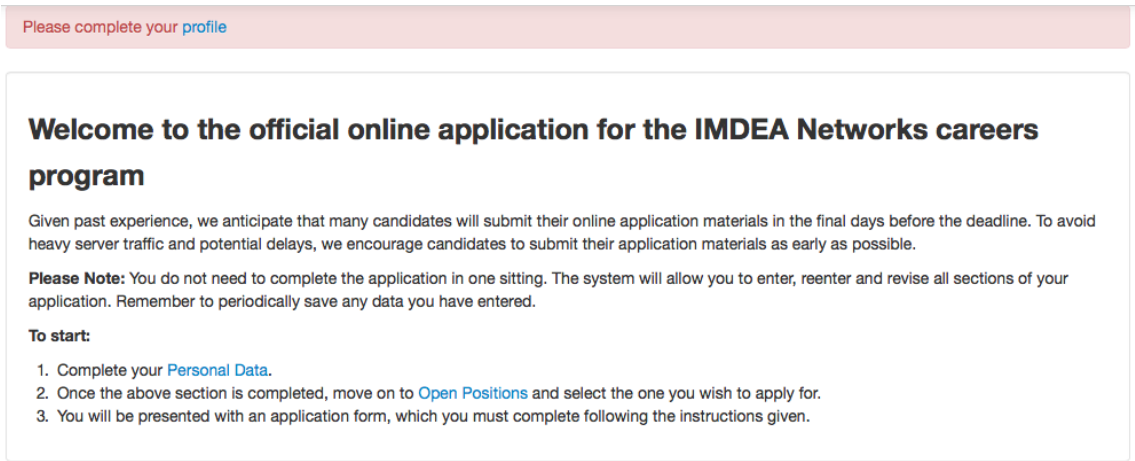 Please complete your profile
Welcome to the official online application for the IMDEA Networks careers
program
Given past experience, we anticipate that many candidates will submit their online application materials in the final days before the deadline. To avoid
heavy server traffic and potential delays, we encourage candidates to submit their application materials as early as possible.
Please Note: You do not need to complete the application in one sitting. The system will allow you to enter, reenter and revise all sections of your
application. Remember to periodically save any data you have entered.
To start:
1. Complete your Personal Data.
2. Once the above section is completed, move on to Open Positions and select the one you wish to apply for.
3. You will be presented with an application form, which you must complete following the instructions given.